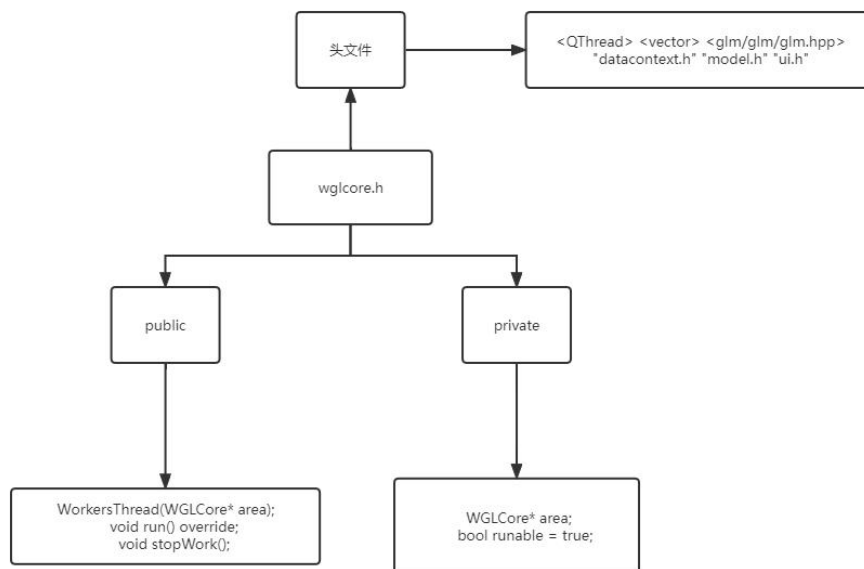 头文件
<QThread> <vector> <glm/glm/glm.hpp>
"datacontext.h" "model.h" "ui.h"
wglcore.h
public
private
WorkersThread(WGLCore* area);
void run() override;
void stopWork();
WGLCore* area;
bool runable = true;